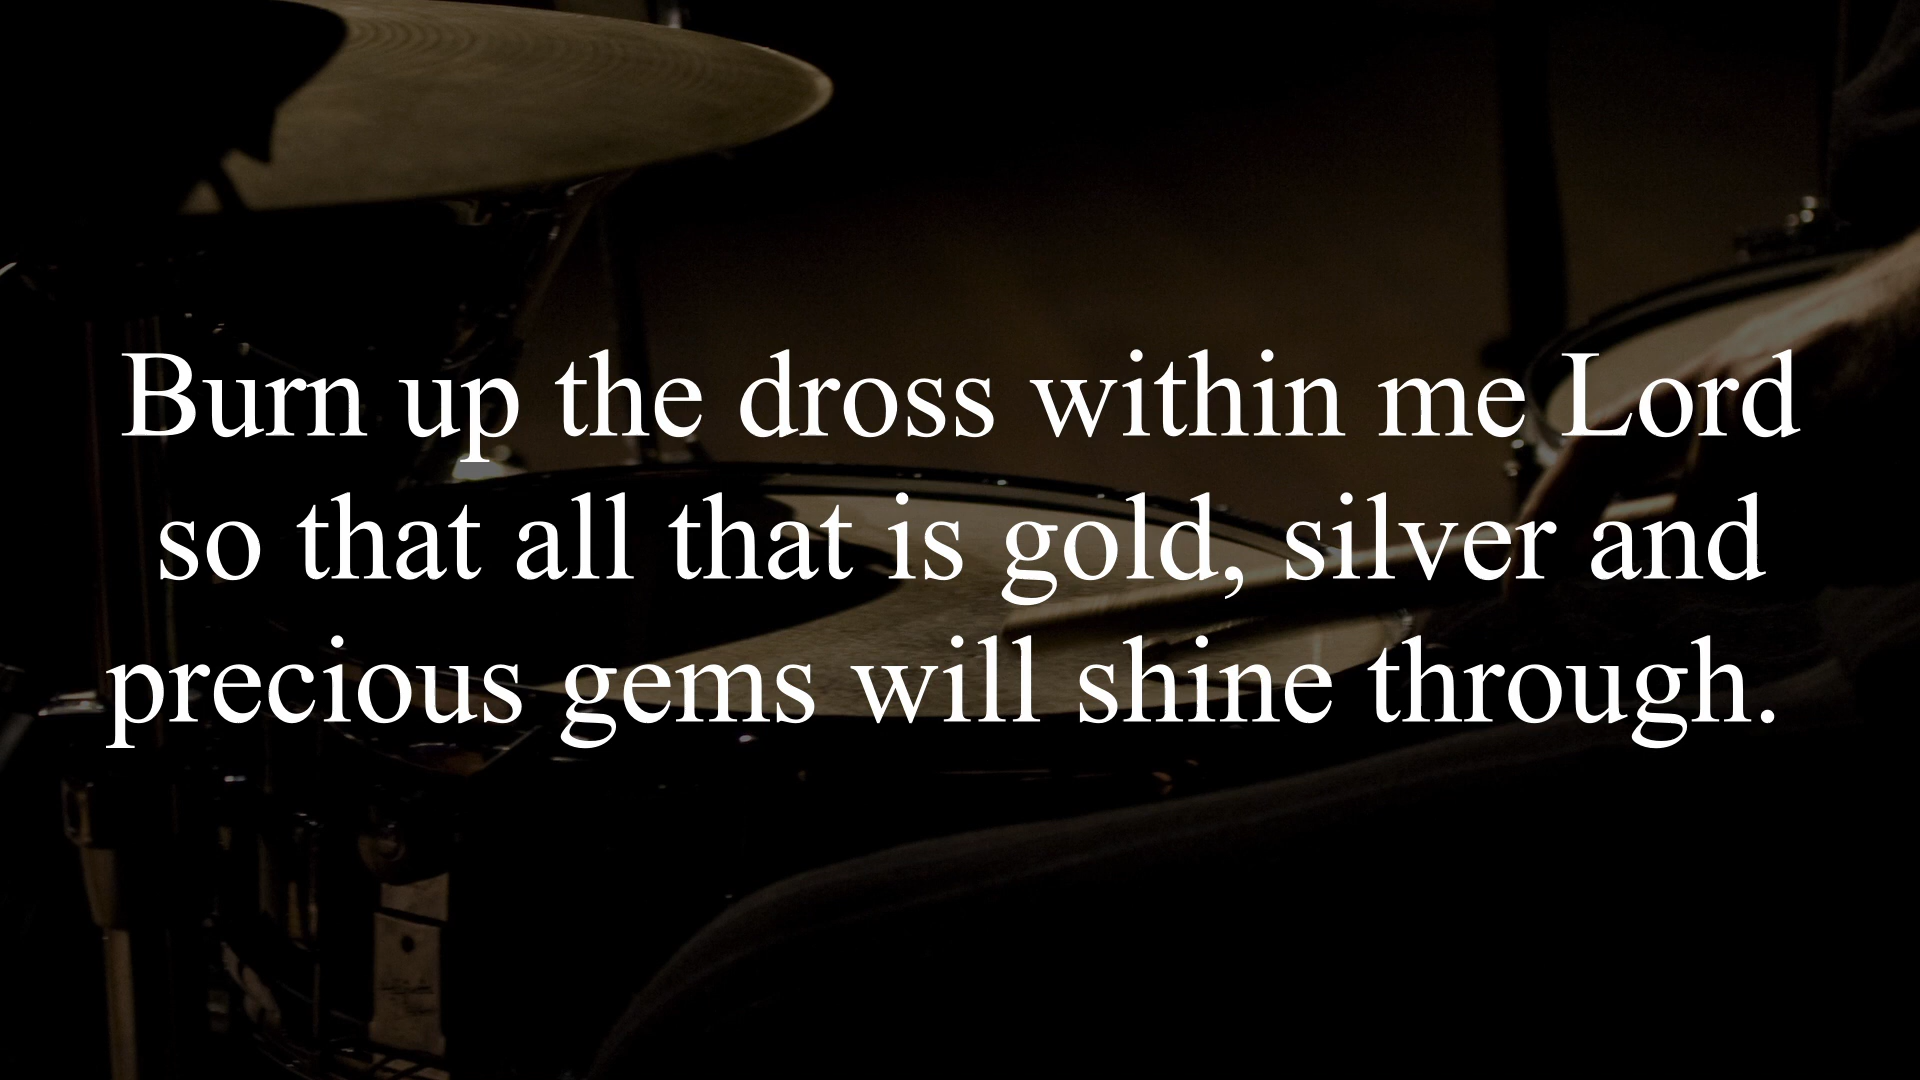 Burn up the dross within me Lord
so that all that is gold, silver and
precious gems will shine through.